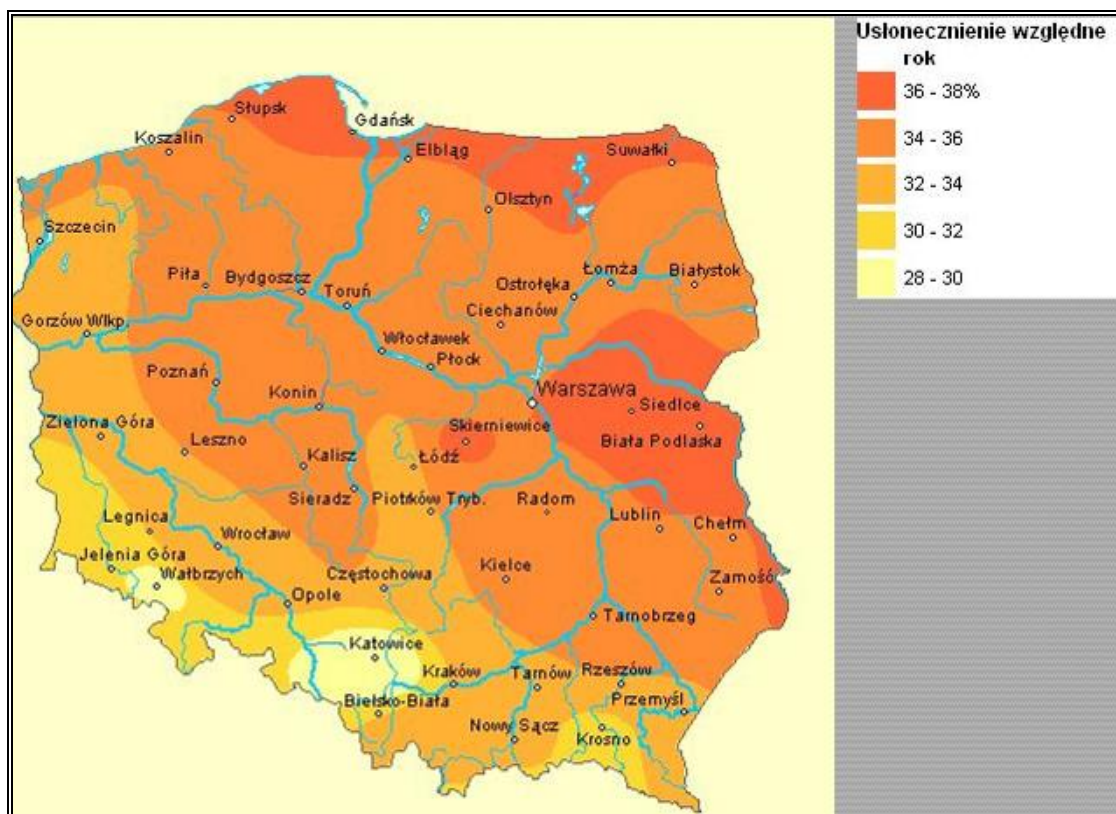 Usłonecznienie względne
rok
36 - 38%
34 - 36
32 - 34
30 - 32
28 - 30
Słupsk
Gdańsk
Koszalin
Elbląg
Suwałki
Olsztyn
Szczecin
Piła
Bydgoszcz
Toruń
Ostrołęka
Łomża
Białystok
Ciechanów
Gorzów Wlkp.
Włocławek
Płock
Poznań
Konin
Warszawa
Siedlce
Zielona Góra
Leszno
Kalisz
Skierniewice
Biała Podlaska
Łódź
Sieradz
Piotrków Tryb.
Radom
Lublin
Chełm
Legnica
Wrocław
Jelenia Góra
Wałbrzych
Opole
Częstochowa
Kielce
Zamość
Tarnobrzeg
Katowice
Kraków
Tarnów
Rzeszów
Przemyśl
Bielsko-Biała
Nowy Sącz
Krosno